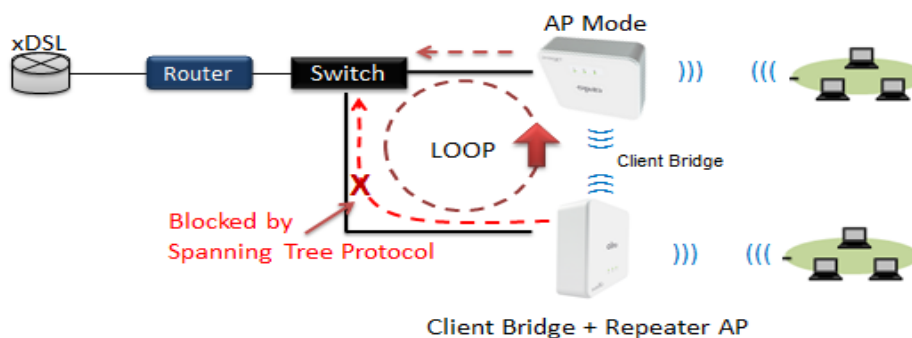 AP Mode
xDSL
Router
Switch
LOOP
Client Bridge
Blocked by
Spanning Tree Protocol
X
Client Bridge + Repeater AP